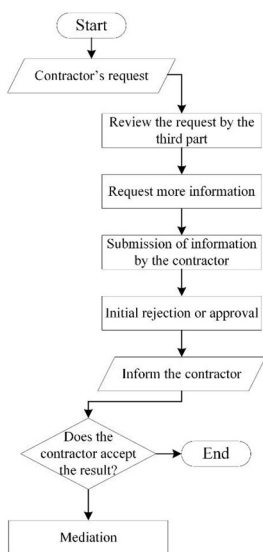 Start
Contractor's request
Review the request by the
third part
Request more information
Submission of information
by the contractor
Initial rejection or approval
Inform the contractor
Does the
contractor accept
the result?
End
Mediation